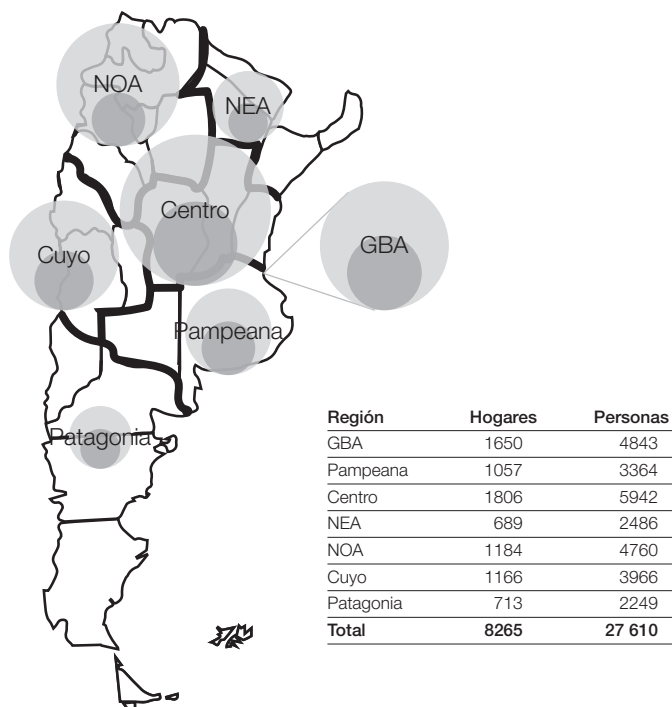 NOA
NEA
Centro
Cuyo
GBA
Pampeana
Patagonia
Región Hogares Personas
GBA 1650 4843
Pampeana 1057 3364
Centro 1806 5942
NEA 689 2486
NOA 1184 4760
Cuyo 1166 3966
Patagonia 713 2249
Total 8265 27 610